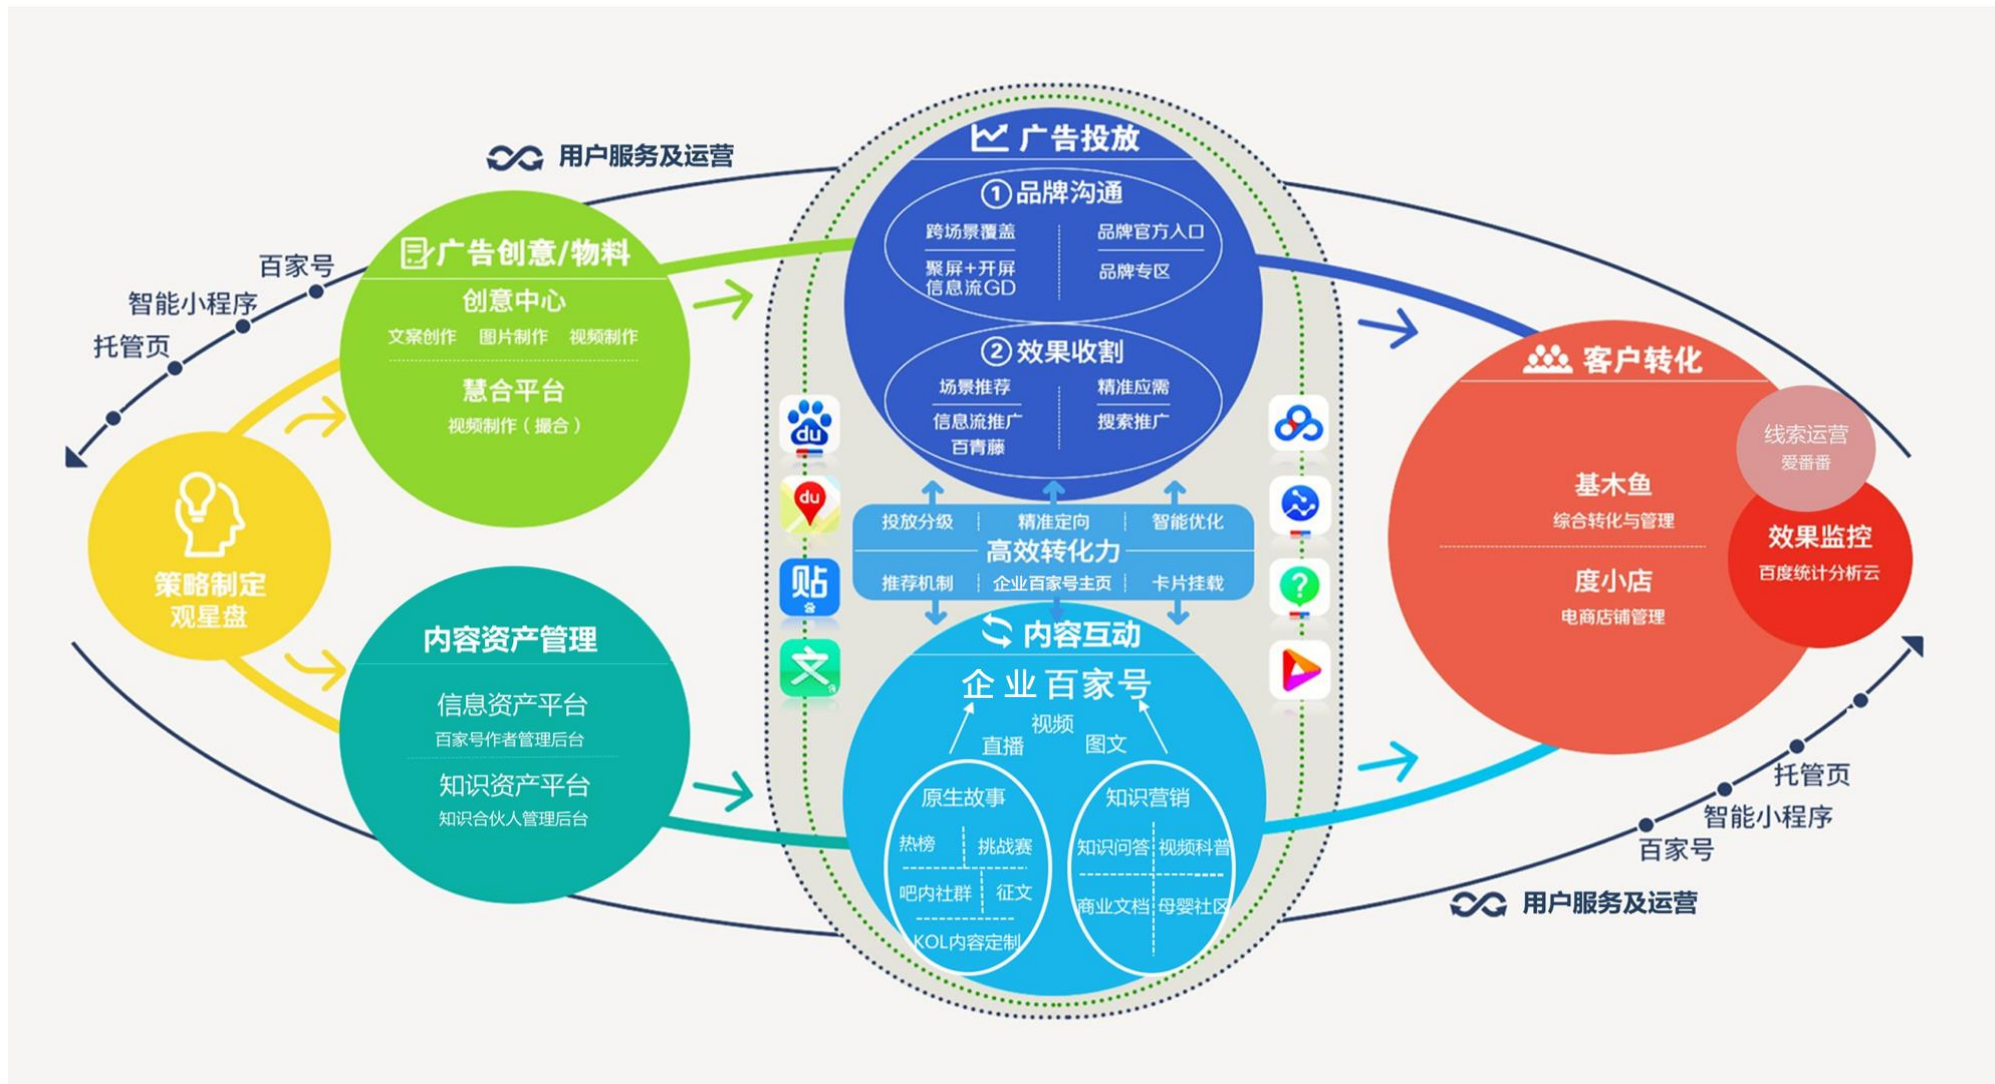 用户服务及运营
百家号
智能小程序
托管页
策略制定
观星盘
广告创意/物料
创意中心
文案创作 图片制作 视频制作
慧合平台
视频制作（撮合）
内容资产管理
信息资产平台
百家号作者管理后台
知识资产平台
知识合伙人管理后台
广告投放
①品牌沟通
跨场景覆盖 品牌官方入口
聚屏+开屏
信息流GD
品牌专区
②效果收割
场景推荐 精准应需
信息流推广 搜索推广
百青藤
du
du
贴
文
?
投放分级 精准定向 智能优化
高效转化力
推荐机制 企业百家号主页 卡片挂载
内容互动
企业百家号
视频
直播 图文
原生故事
热榜 挑战赛
吧内社群 征文
KOL内容定制
知识营销
知识问答 视频科普
商业文档 母婴社区
客户转化
基木鱼
综合转化与管理
度小店
电商店铺管理
线索运营
爱番番
效果监控
百度统计分析云
托管页
智能小程序
百家号
用户服务及运营